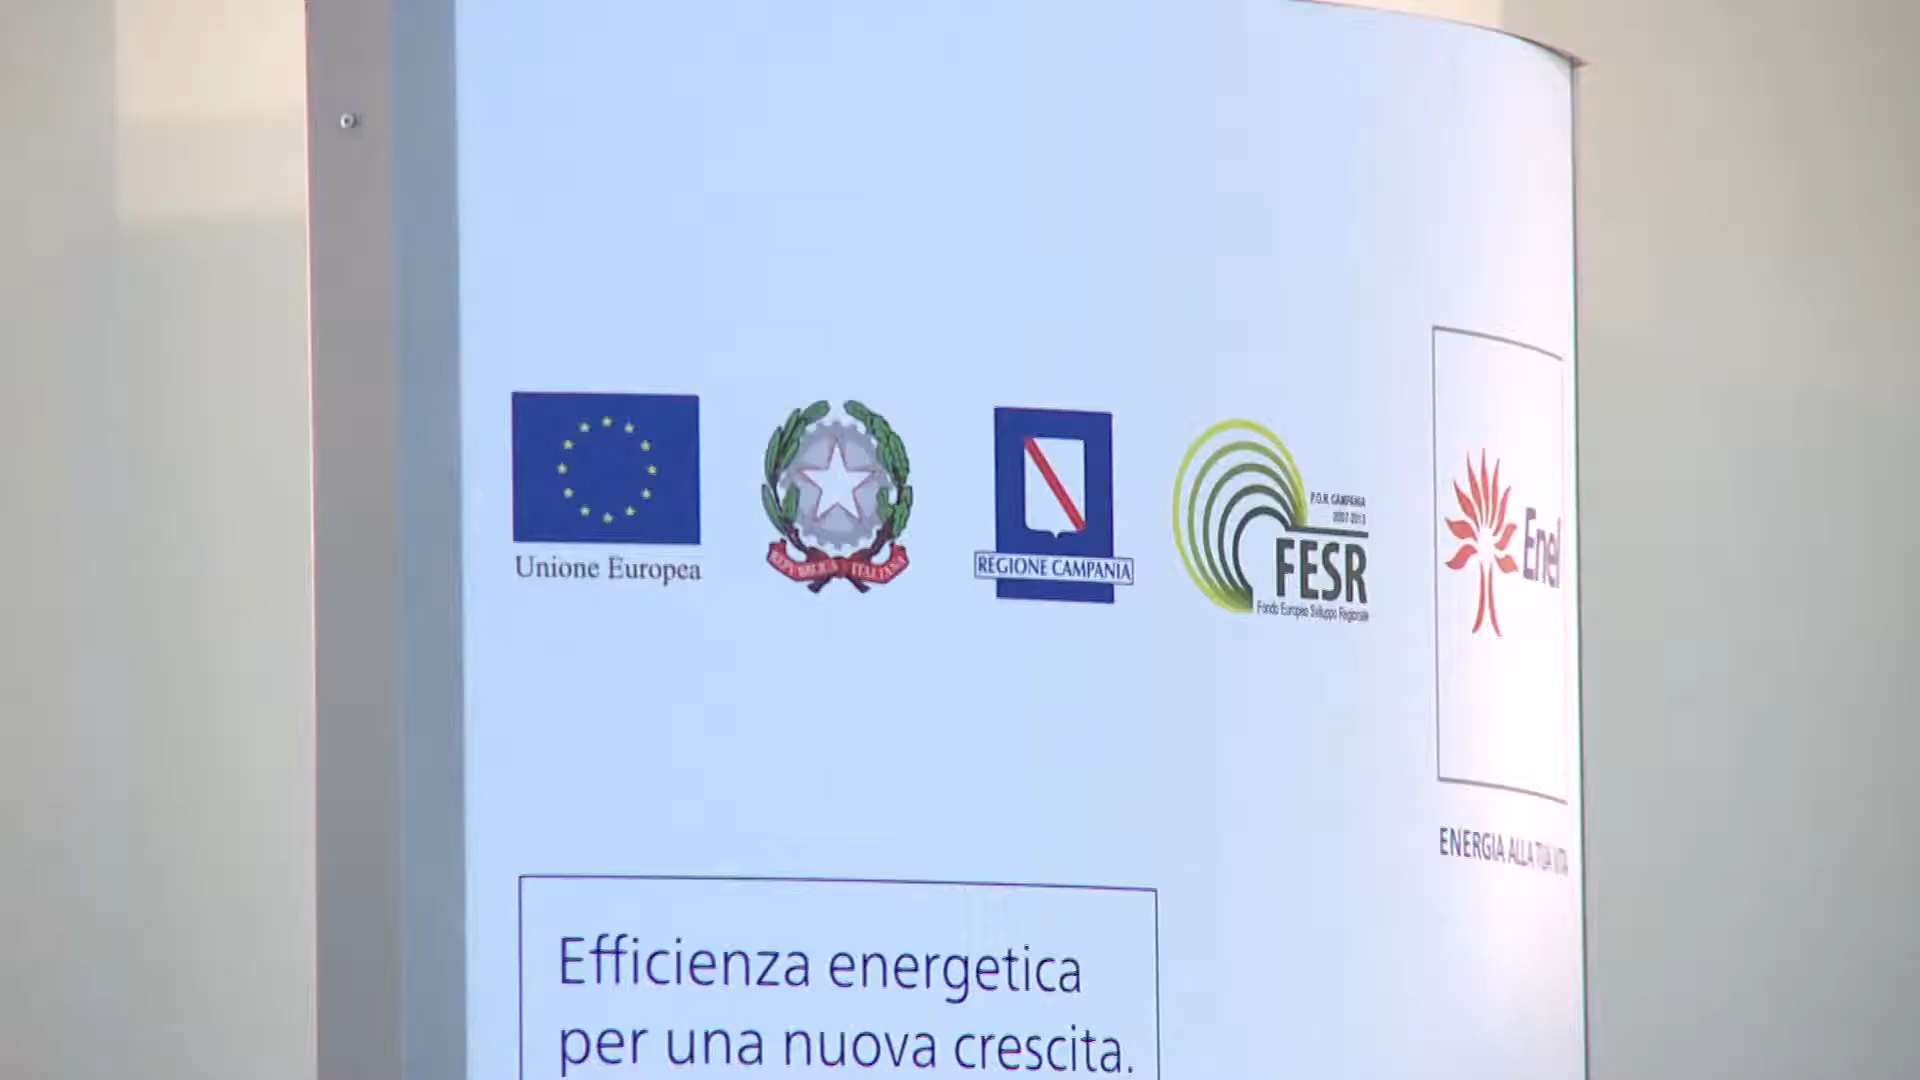 Unione Europea
REPUBBLICA ITALIANA
REGIONE CAMPANIA
P.O.R. CAMPANIA
2007-2013
FESR
Fondo Europeo Sviluppo Regionale
Enel
ENERGIA ALLA TUA VITA
Efficienza energetica
per una nuova crescita.